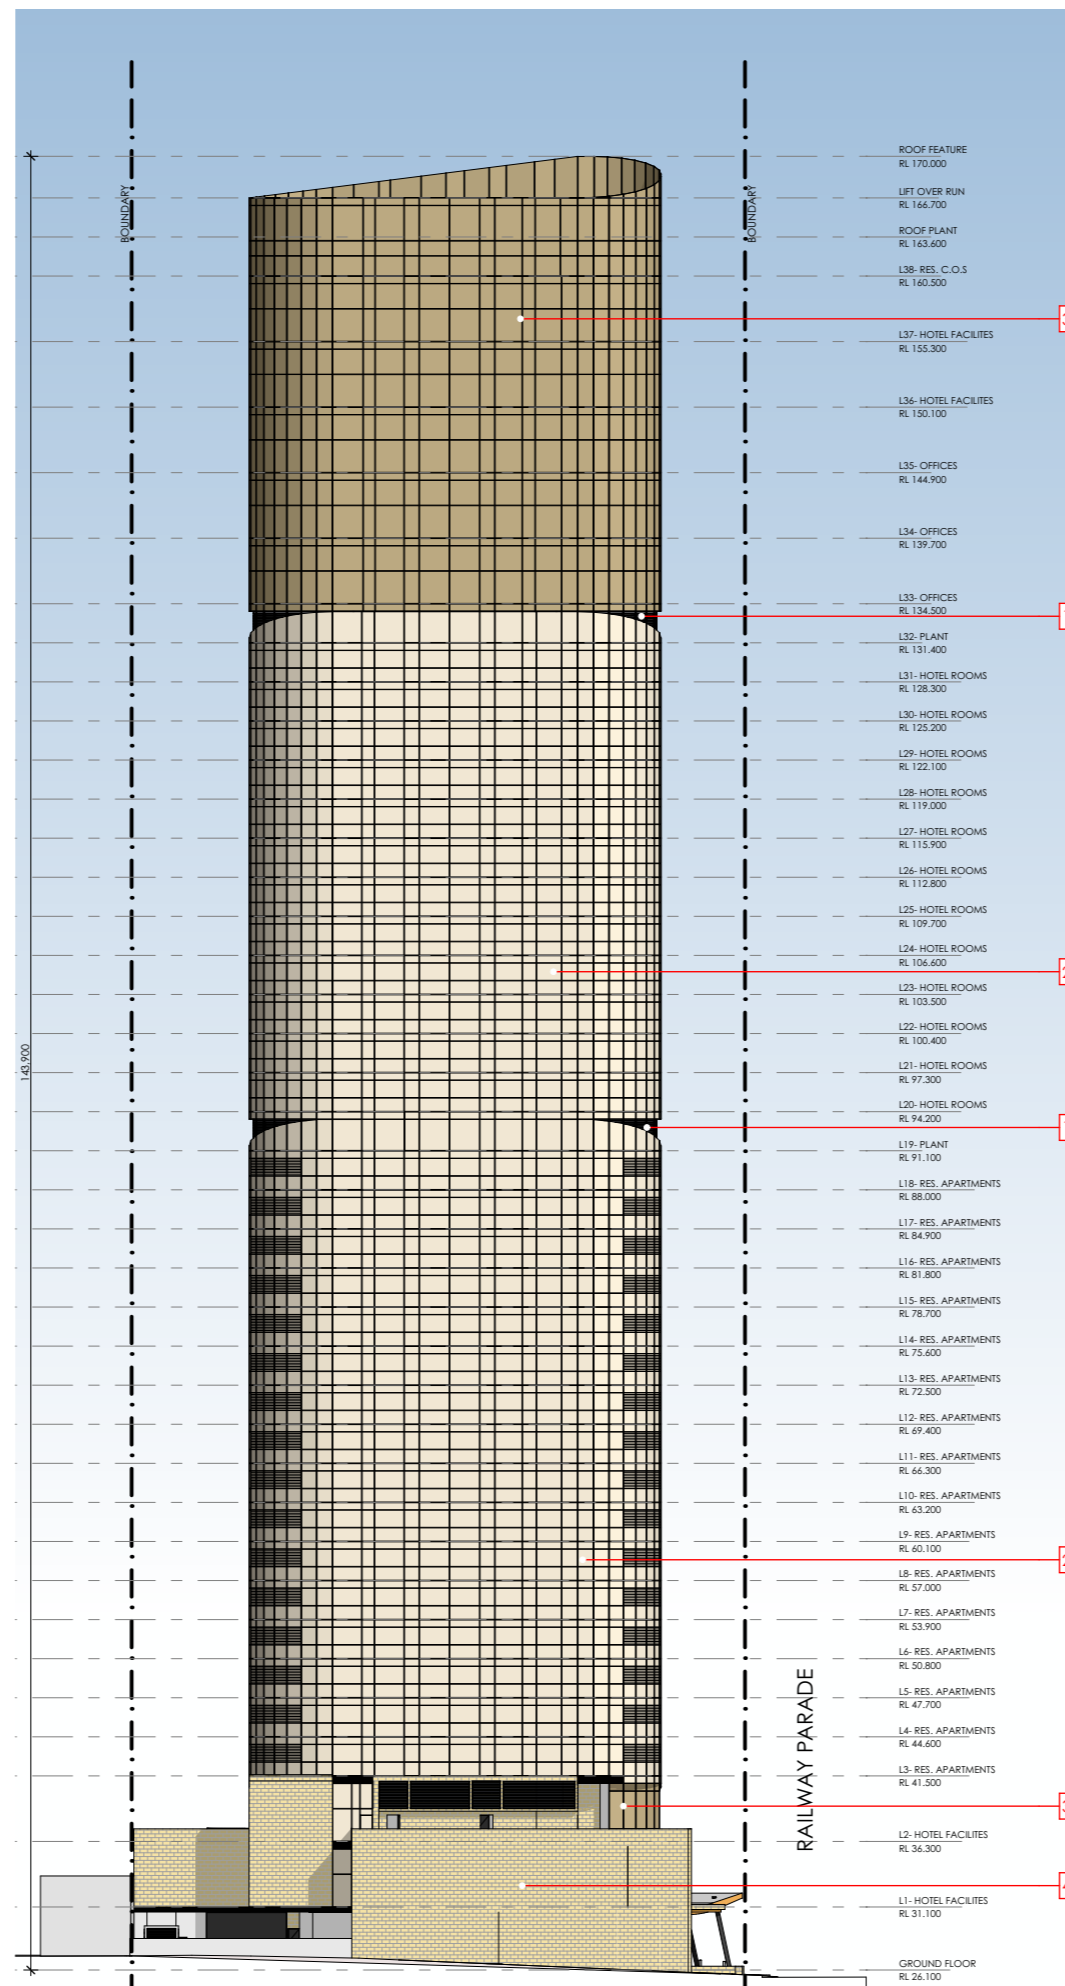 ROOF FEATURE
RL 170.000
LIFT OVER RUN
RL 166.700
BOUNDARY
BOUNDARY
ROOF PLANT
RL 163.600
L38- RES. C.O.S
RL 160.500
L37- HOTEL FACILITES
RL 155.300
L36- HOTEL FACILITES
RL 150.100
L35- OFFICES
RL 144.900
L34- OFFICES
RL 139.700
L33- OFFICES
RL 134.500
L32- PLANT
RL 131.400
L31- HOTEL ROOMS
RL 128.300
L30- HOTEL ROOMS
RL 125.200
L29- HOTEL ROOMS
RL 122.100
L28- HOTEL ROOMS
RL 119.000
L27- HOTEL ROOMS
RL 115.900
L26- HOTEL ROOMS
RL 112.800
L25- HOTEL ROOMS
RL 109.700
L24- HOTEL ROOMS
RL 106.600
L23- HOTEL ROOMS
RL 103.500
L22- HOTEL ROOMS
RL 100.400
143,900
L21- HOTEL ROOMS
RL 97.300
L20- HOTEL ROOMS
RL 94.200
L19- PLANT
RL 91.100
L18- RES. APARTMENTS
RL 88.000
L17- RES. APARTMENTS
RL 84.900
L16- RES. APARTMENTS
RL 81.800
L15- RES. APARTMENTS
RL 78.700
L14- RES. APARTMENTS
RL 75.600
L13- RES. APARTMENTS
RL 72.500
L12- RES. APARTMENTS
RL 69.400
L11- RES. APARTMENTS
RL 66.300
L10- RES. APARTMENTS
RL 63.200
L9- RES. APARTMENTS
RL 60.100
L8- RES. APARTMENTS
RL 57.000
L7- RES. APARTMENTS
RL 53.900
L6- RES. APARTMENTS
RL 50.800
L5- RES. APARTMENTS
RL 47.700
L4- RES. APARTMENTS
RL 44.600
L3- RES. APARTMENTS
RL 41.500
RAILWAY PARADE
L2- HOTEL FACILITES
RL 36.300
L1- HOTEL FACILITES
RL 31.100
GROUND FLOOR
RL 26.100